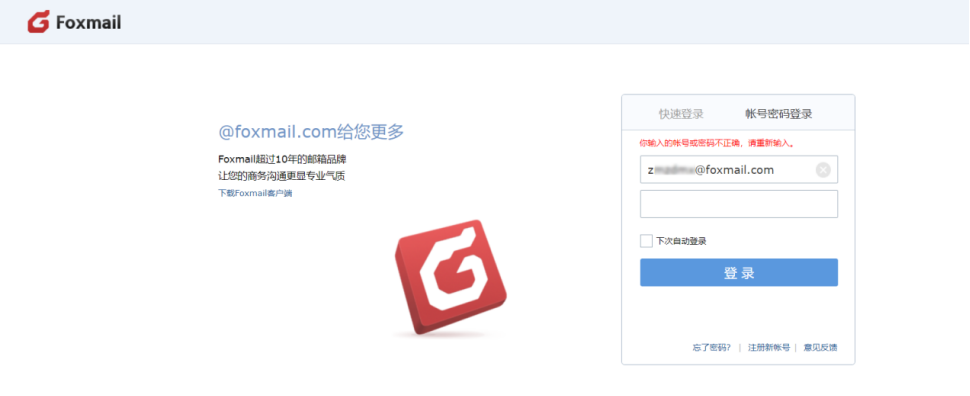 Foxmail
@foxmail.com给您更多
Foxmail超过10年的邮箱品牌
让您的商务沟通更显专业气质
下载Foxmail客户端
快速登录 帐号密码登录
你输入的帐号或密码不正确，请重新输入。
z @foxmail.com
下次自动登录
登 录
忘了密码? | 注册新帐号 | 意见反馈